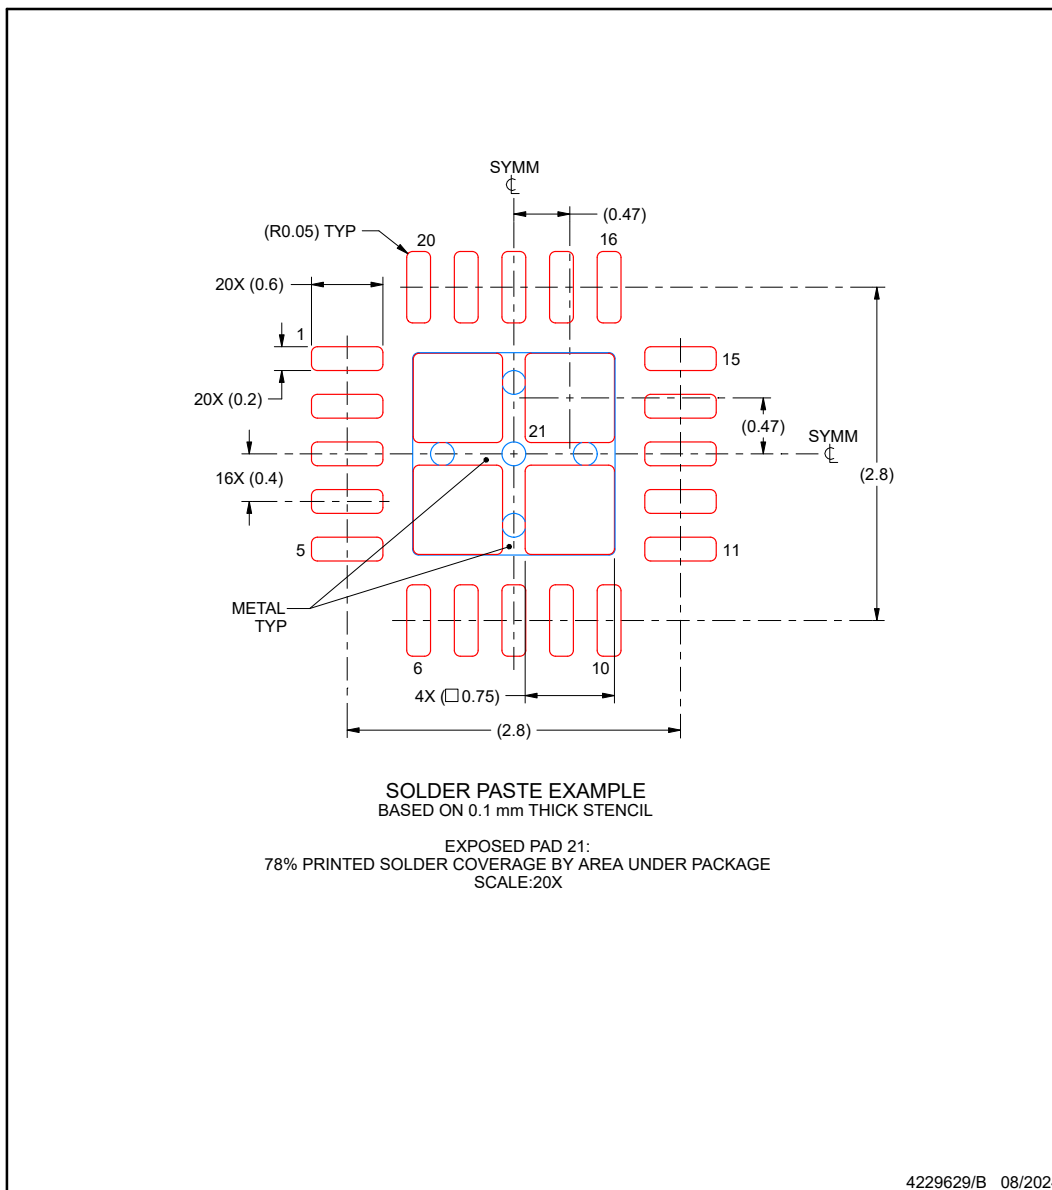 SYMM
℄
(0.47)
(R0.05) TYP
20
16
20X (0.6)
1
15
20X (0.2)
21
(0.47)
SYMM
℄
(2.8)
16X (0.4)
5
11
METAL
TYP
6
10
4X (□0.75)
(2.8)
SOLDER PASTE EXAMPLE
BASED ON 0.1 mm THICK STENCIL
EXPOSED PAD 21:
78% PRINTED SOLDER COVERAGE BY AREA UNDER PACKAGE
SCALE:20X
4229629/B 08/202